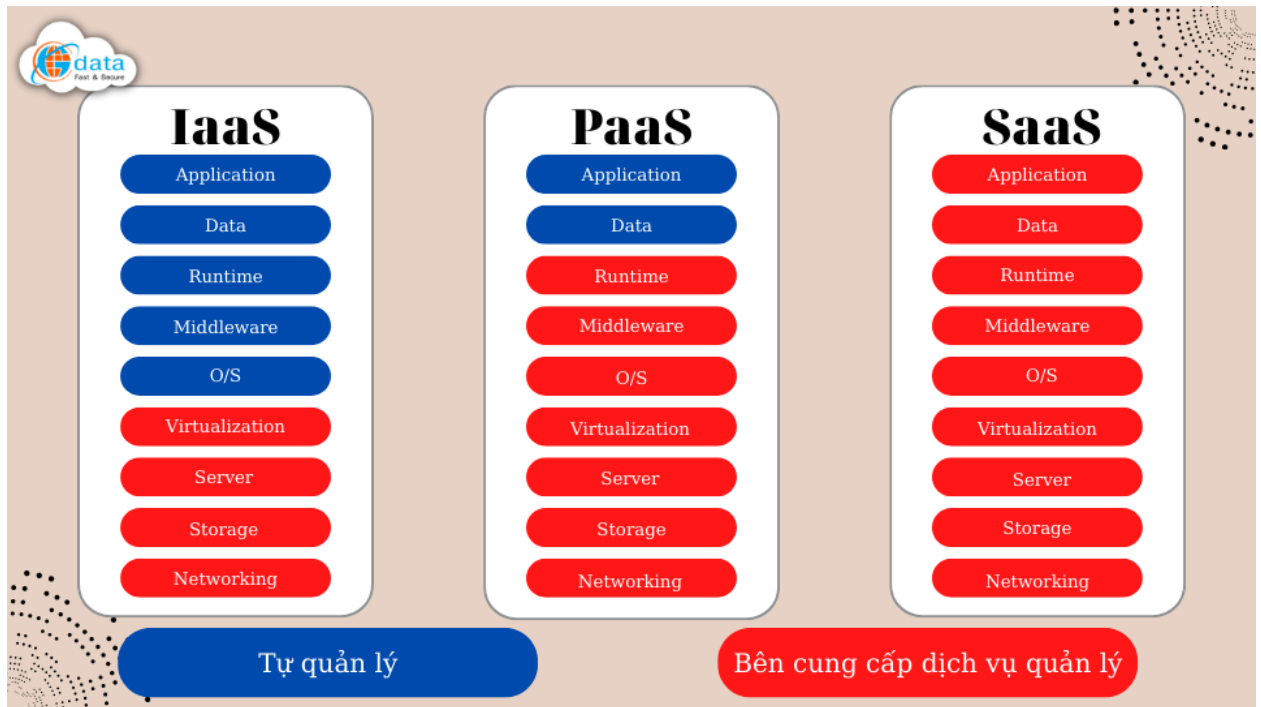 data
Fast & Secure
IaaS
Application
Data
Runtime
Middleware
O/S
Virtualization
Server
Storage
Networking
PaaS
Application
Data
Runtime
Middleware
O/S
Virtualization
Server
Storage
Networking
SaaS
Application
Data
Runtime
Middleware
O/S
Virtualization
Server
Storage
Networking
Tự quản lý
Bên cung cấp dịch vụ quản lý